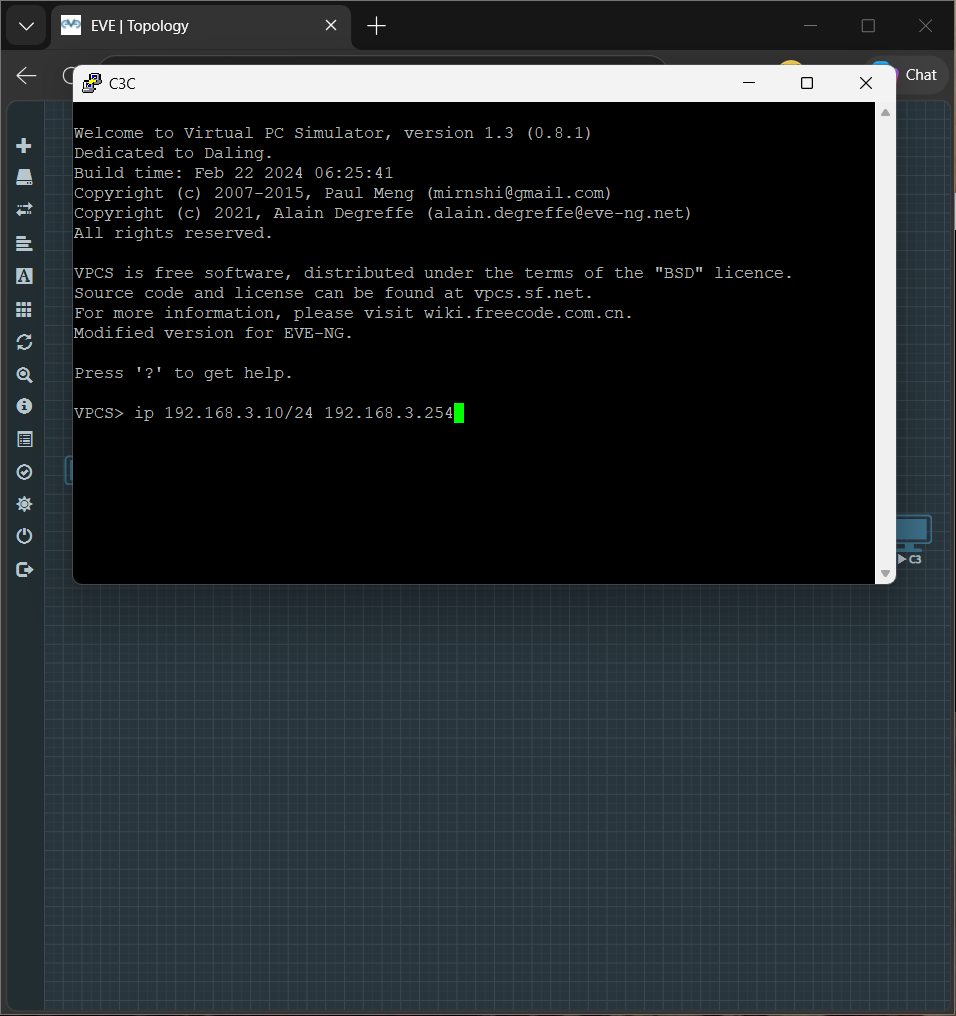 EVE | Topology
Chat
C3C
Welcome to Virtual PC Simulator, version 1.3 (0.8.1)
Dedicated to Daling.
Build time: Feb 22 2024 06:25:41
Copyright (c) 2007-2015, Paul Meng (mirnshi@gmail.com)
Copyright (c) 2021, Alain Degreffe (alain.degreffe@eve-ng.net)
All rights reserved.
VPCS is free software, distributed under the terms of the "BSD" licence.
Source code and license can be found at vpcs.sf.net.
For more information, please visit wiki.freecode.com.cn.
Modified version for EVE-NG.
Press '?' to get help.
VPCS> ip 192.168.3.10/24 192.168.3.254
C3